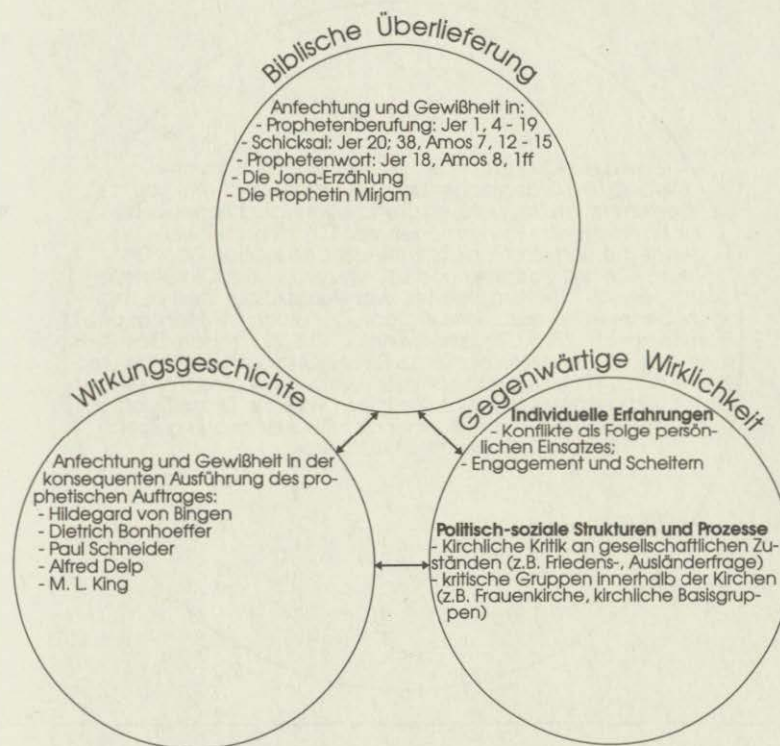 Biblische Überlieferung
Anfechtung und Gewißheit in:
- Prophetenberufung: Jer 1, 4 - 19
- Schicksal: Jer 20; 38, Amos 7, 12 - 15
- Prophetenwort: Jer 18, Amos 8, 1ff
- Die Jona-Erzählung
- Die Prophetin Mirjam
Wirkungsgeschichte
Anfechtung und Gewißheit in der
konsequenten Ausführung des pro-
phetischen Auftrages:
- Hildegard von Bingen
- Dietrich Bonhoeffer
- Paul Schneider
- Alfred Delp
- M. L. King
Gegenwärtige Wirklichkeit
Individuelle Erfahrungen
- Konflikte als Folge persön-
lichen Einsatzes;
- Engagement und Scheitern
Politisch-soziale Strukturen und Prozesse
- Kirchliche Kritik an gesellschaftlichen Zu-
ständen (z.B. Friedens-, Ausländerfrage)
- kritische Gruppen innerhalb der Kirchen
(z.B. Frauenkirche, kirchliche Basisgrup-
pen)